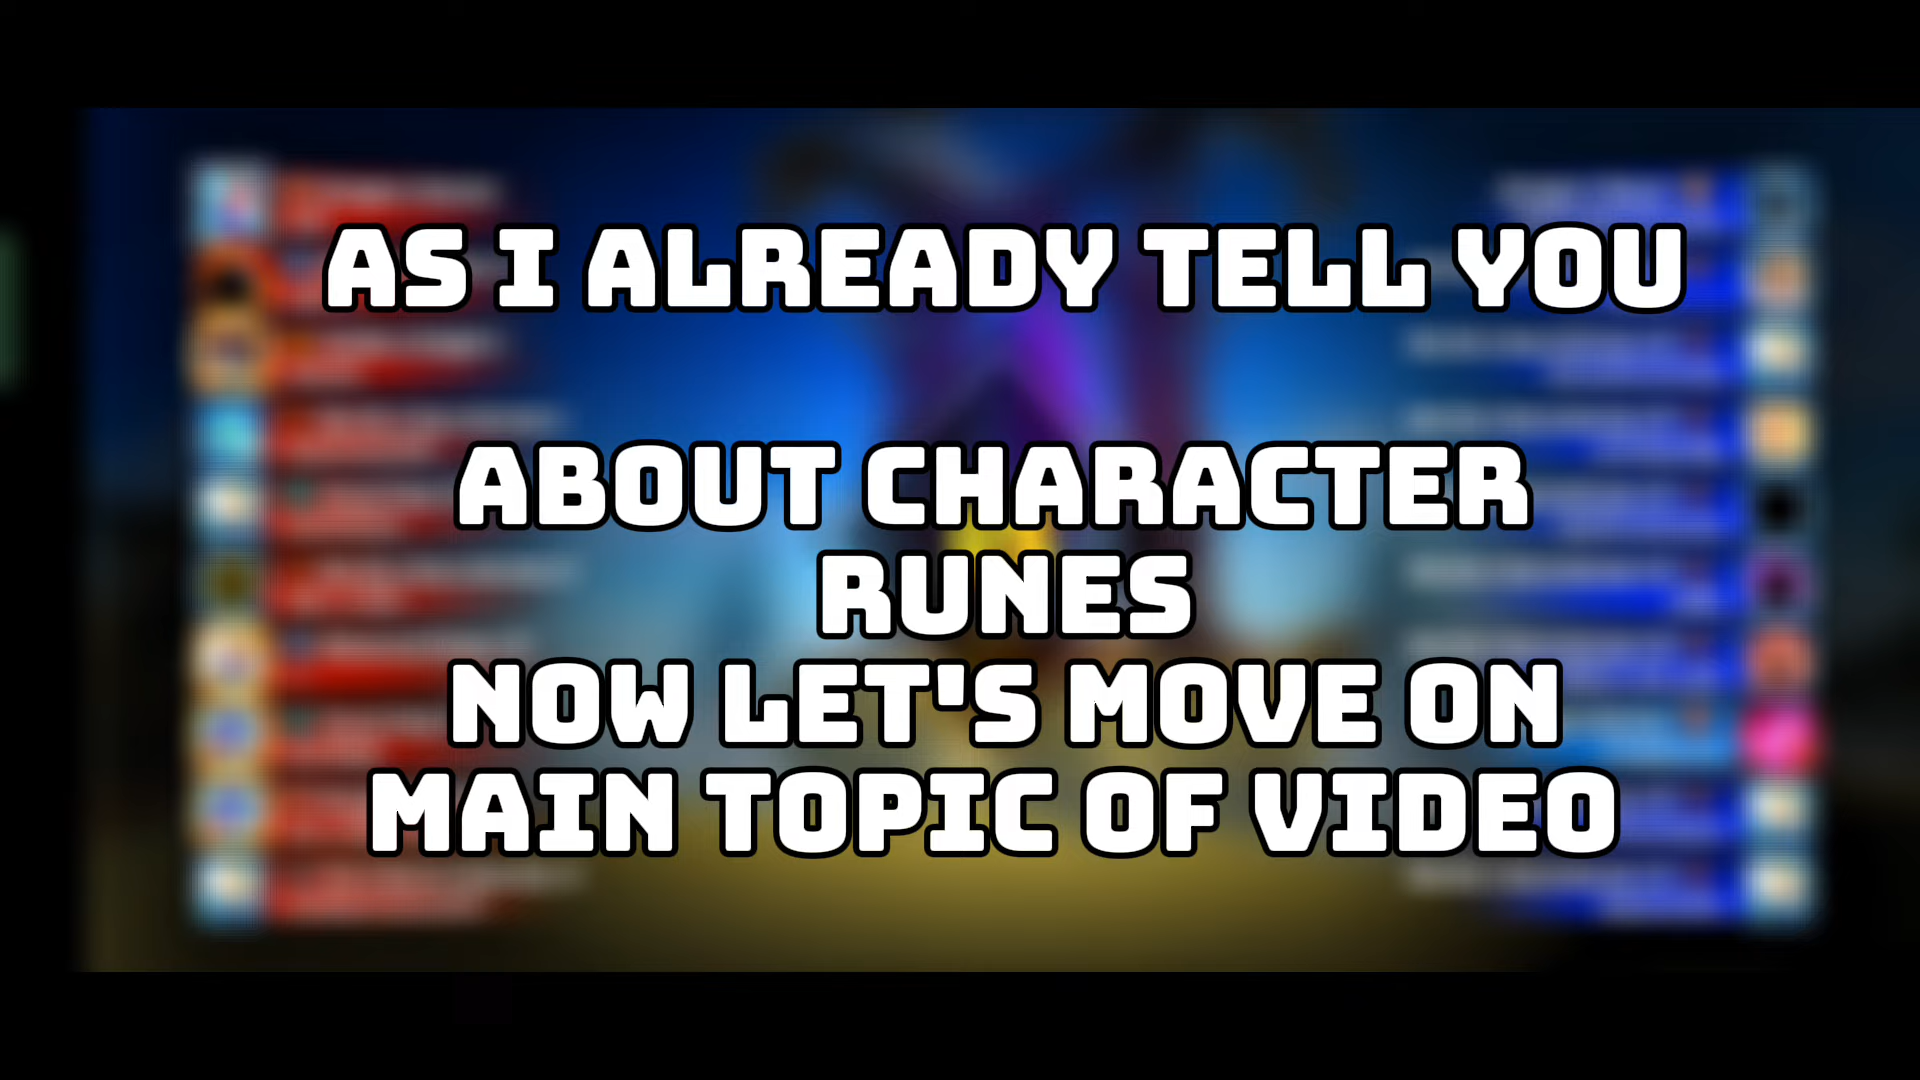 AS I ALREADY TELL YOU
ABOUT CHARACTER
RUNES
NOW LET'S MOVE ON
MAIN TOPIC OF VIDEO